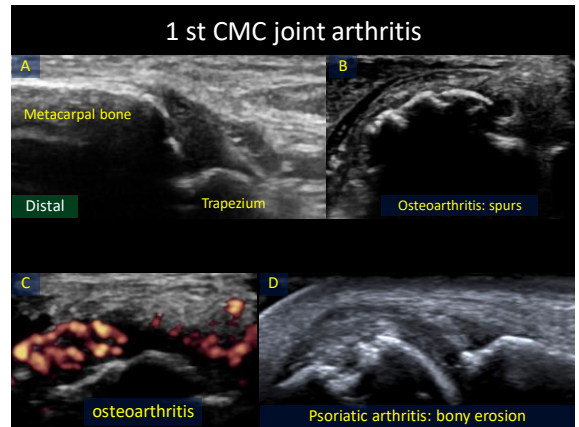 1 st CMC joint arthritis
A
B
Metacarpal bone
Distal
Trapezium
Osteoarthritis: spurs
C
D
osteoarthritis
Psoriatic arthritis: bony erosion